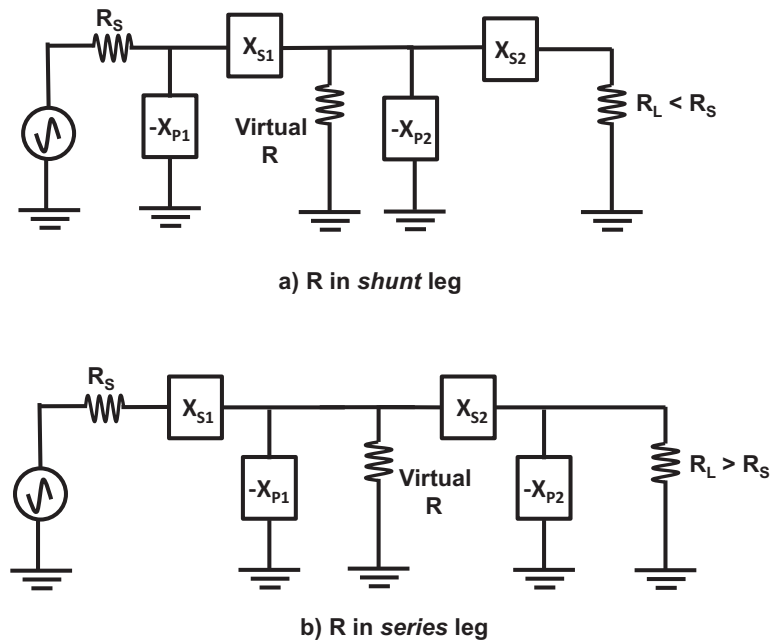 R_S
X_S1
X_S2
-X_P1
Virtual
R
-X_P2
R_L < R_S
a) R in shunt leg
R_S
X_S1
X_S2
-X_P1
Virtual
R
-X_P2
R_L > R_S
b) R in series leg